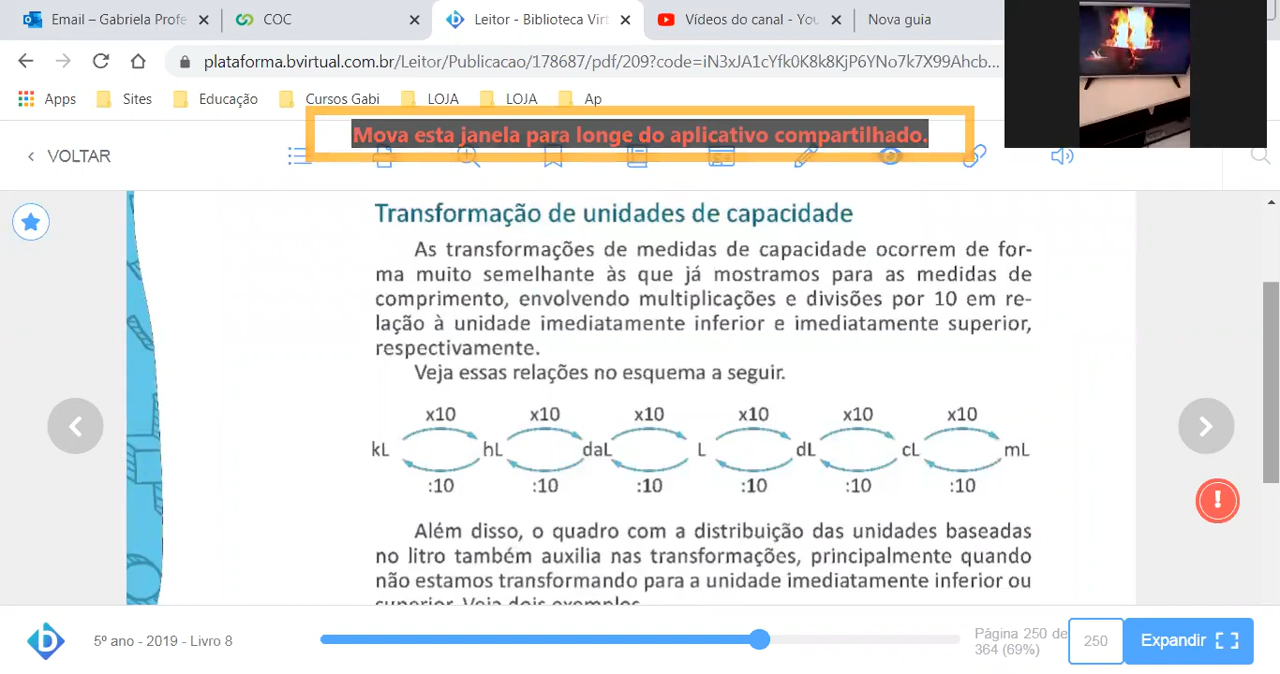 Email – Gabriela Profe
COC
Leitor - Biblioteca Virt
Vídeos do canal - You
Nova guia
plataforma.bvirtual.com.br/Leitor/Publicacao/178687/pdf/209?code=iN3xJA1cYfk0K8k8KjP6YNo7k7X99Ahcb...
Apps
Sites
Educação
Cursos Gabi
LOJA
LOJA
Ap
Mova esta janela para longe do aplicativo compartilhado.
VOLTAR
Transformação de unidades de capacidade
As transformações de medidas de capacidade ocorrem de for-
ma muito semelhante às que já mostramos para as medidas de
comprimento, envolvendo multiplicações e divisões por 10 em re-
lação à unidade imediatamente inferior e imediatamente superior,
respectivamente.
Veja essas relações no esquema a seguir.
x10 x10 x10 x10 x10 x10
kL hL daL L dL cL mL
:10 :10 :10 :10 :10 :10
Além disso, o quadro com a distribuição das unidades baseadas
no litro também auxilia nas transformações, principalmente quando
não estamos transformando para a unidade imediatamente inferior ou
superior. Veja dois exemplos
5º ano - 2019 - Livro 8
Página 250 de
364 (69%)
250
Expandir